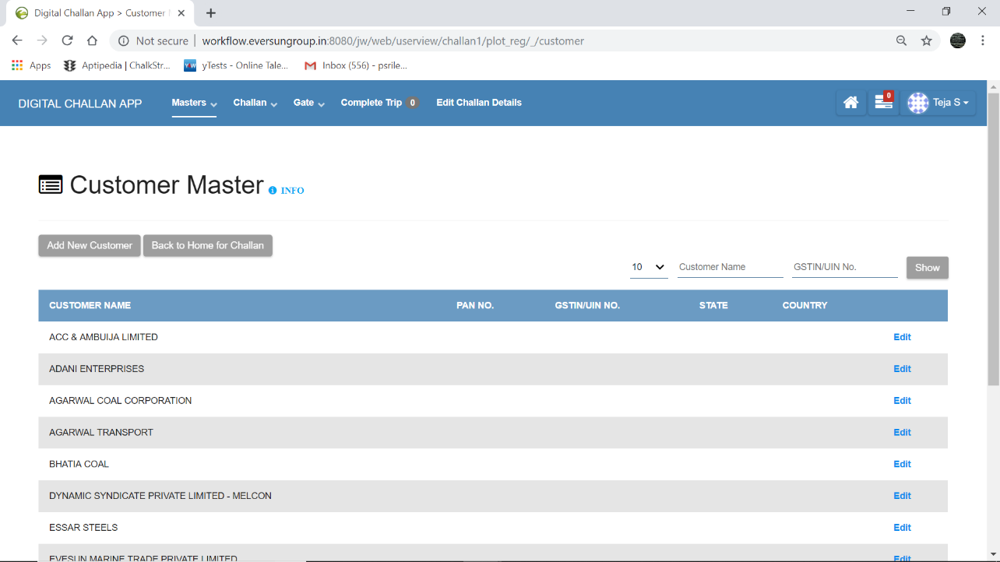 Digital Challan App > Customer
Not secure | workflow.eversungroup.in:8080/jw/web/userview/challan1/plot_reg/_/customer
Apps Aptipedia | ChalkStr... YW yTests - Online Tale... Inbox (556) - psrile...
DIGITAL CHALLAN APP Masters Challan Gate Complete Trip 0 Edit Challan Details 0 Teja S
Customer Master INFO
Add New Customer Back to Home for Challan
10 Customer Name GSTIN/UIN No. Show
CUSTOMER NAME PAN NO. GSTIN/UIN NO. STATE COUNTRY
ACC & AMBUIJA LIMITED Edit
ADANI ENTERPRISES Edit
AGARWAL COAL CORPORATION Edit
AGARWAL TRANSPORT Edit
BHATIA COAL Edit
DYNAMIC SYNDICATE PRIVATE LIMITED - MELCON Edit
ESSAR STEELS Edit
EVESUN MARINE TRADE PRIVATE LIMITED Edit